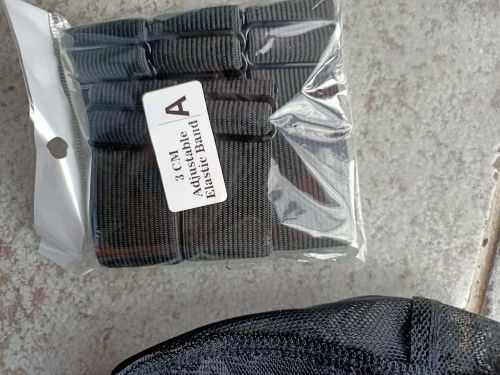 A
3 CM
Adjustable
Elastic Band